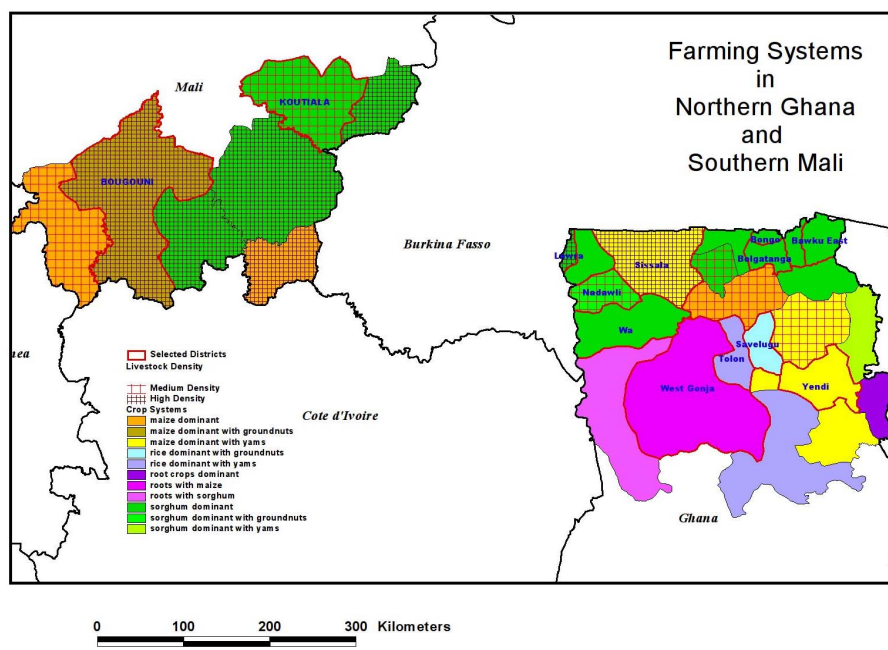 Farming Systems
in
Northern Ghana
and
Southern Mali
Mali
KOUTIALA
BOUGOUNI
Burkina Fasso
Lawra
Sissala
Bongo
Bawku East
Bolgatanga
Nadawli
Wa
Savelugu
Tolon
West Gonja
Yendi
nea
Cote d'Ivoire
Ghana
Selected Districts
Livestock Density
Medium Density
High Density
Crop Systems
maize dominant
maize dominant with groundnuts
maize dominant with yams
rice dominant with groundnuts
rice dominant with yams
root crops dominant
roots with maize
roots with sorghum
sorghum dominant
sorghum dominant with groundnuts
sorghum dominant with yams
0 100 200 300 Kilometers